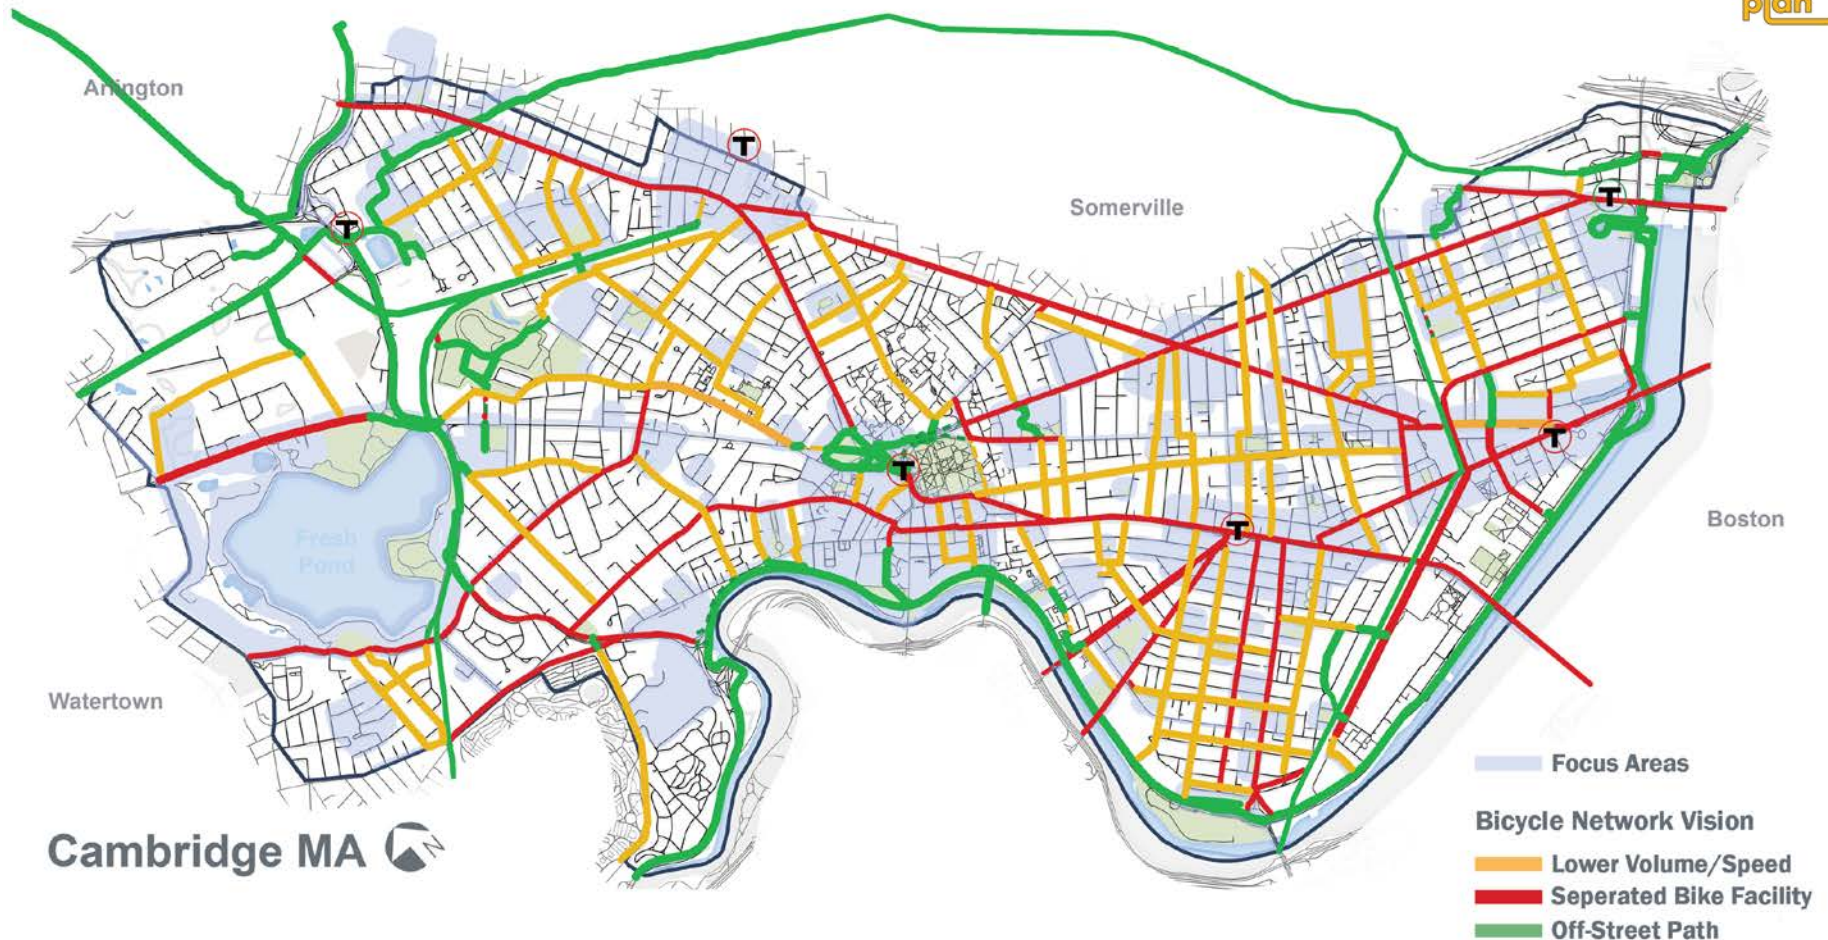 plan
Arlington
T
T
Somerville
T
T
T
T
Fresh
Pond
Boston
Watertown
Cambridge MA
N
Focus Areas
Bicycle Network Vision
Lower Volume/Speed
Seperated Bike Facility
Off-Street Path